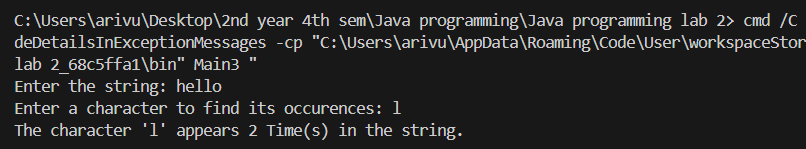 C:\Users\arivu\Desktop\2nd year 4th sem\Java programming\Java programming lab 2> cmd /C
deDetailsInExceptionMessages -cp "C:\Users\arivu\AppData\Roaming\Code\User\workspaceStor
lab 2_68c5ffa1\bin" Main3 "
Enter the string: hello
Enter a character to find its occurences: l
The character 'l' appears 2 Time(s) in the string.